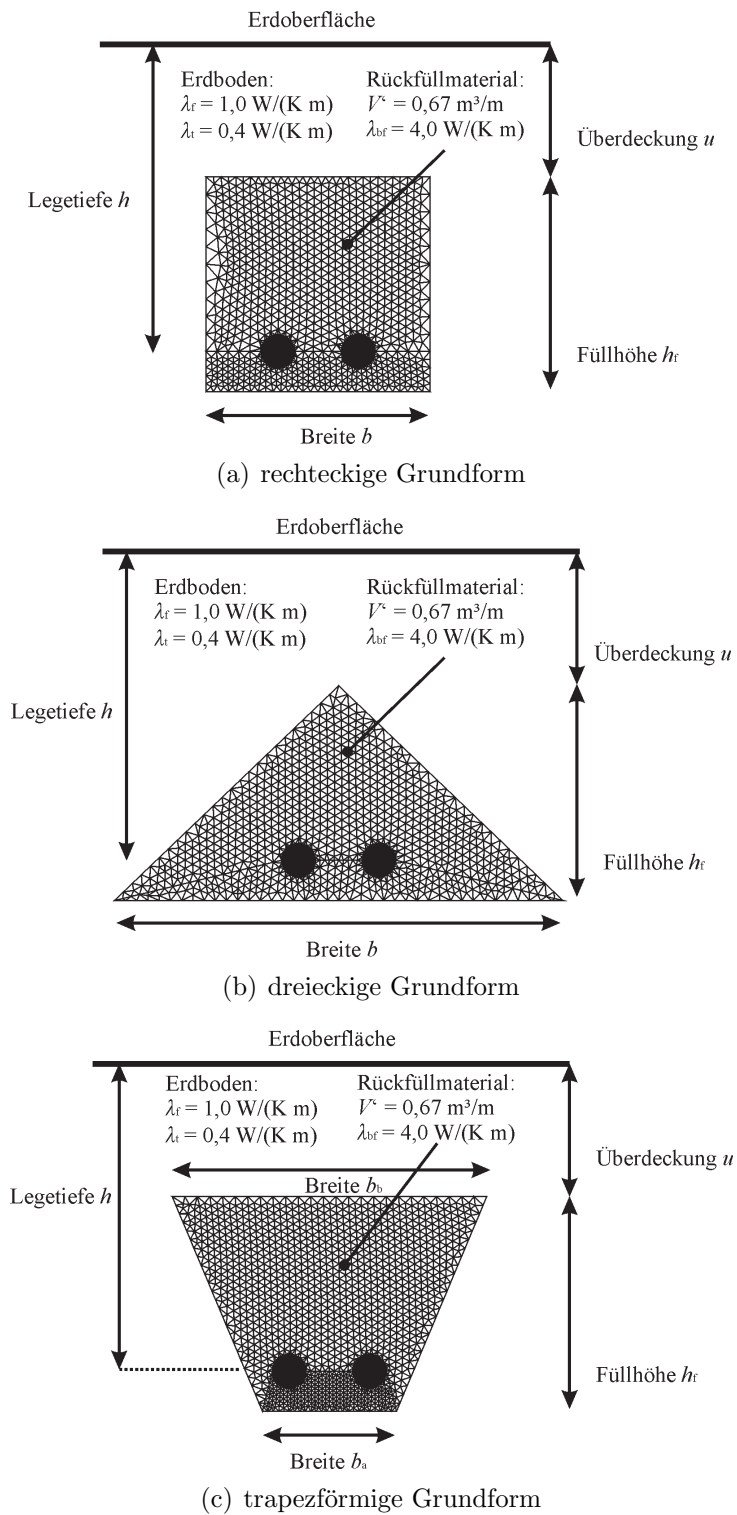 Erdoberfläche
Erdboden:
λf = 1,0 W/(K m)
λt = 0,4 W/(K m)
Rückfüllmaterial:
V‘ = 0,67 m³/m
λbf = 4,0 W/(K m)
Überdeckung u
Legetiefe h
Füllhöhe hf
Breite b
(a) rechteckige Grundform
Erdoberfläche
Erdboden:
λf = 1,0 W/(K m)
λt = 0,4 W/(K m)
Rückfüllmaterial:
V‘ = 0,67 m³/m
λbf = 4,0 W/(K m)
Überdeckung u
Legetiefe h
Füllhöhe hf
Breite b
(b) dreieckige Grundform
Erdoberfläche
Erdboden:
λf = 1,0 W/(K m)
λt = 0,4 W/(K m)
Rückfüllmaterial:
V‘ = 0,67 m³/m
λbf = 4,0 W/(K m)
Überdeckung u
Breite bb
Legetiefe h
Füllhöhe hf
Breite ba
(c) trapezförmige Grundform